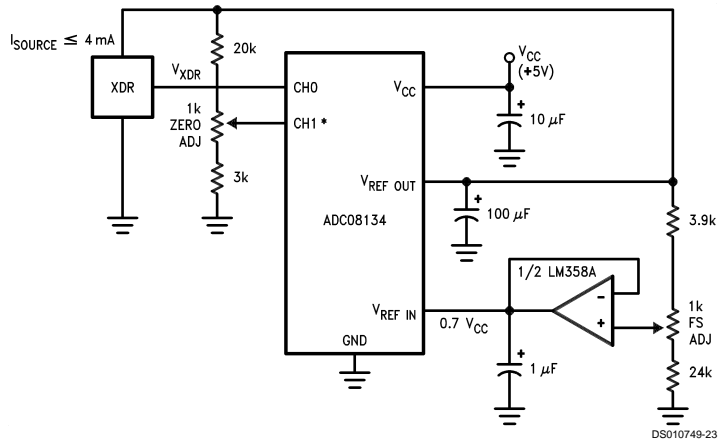 I_SOURCE ≤ 4 mA
XDR
V_XDR
20k
1k
ZERO
ADJ
3k
CH0
CH1 *
V_CC
V_REF OUT
ADC08134
V_REF IN
GND
V_CC
(+5V)
+
10 μF
+
100 μF
1/2 LM358A
−
+
0.7 V_CC
+
1 μF
3.9k
1k
FS
ADJ
24k
DS010749-23